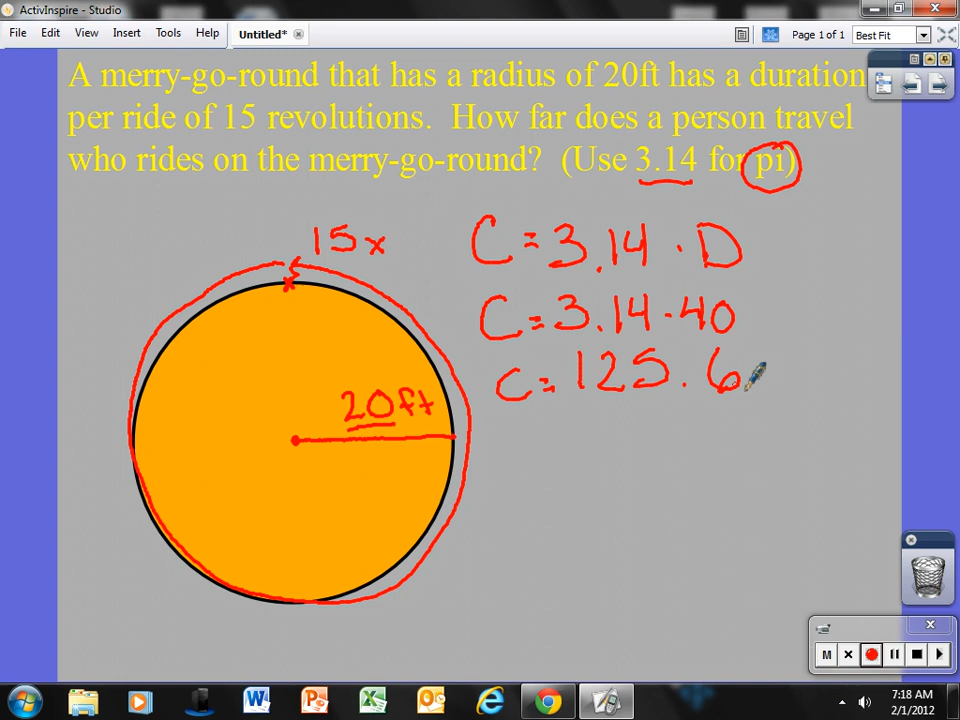 ActivInspire - Studio
File Edit View Insert Tools Help Untitled* Page 1 of 1 Best Fit
A merry-go-round that has a radius of 20ft has a duration
per ride of 15 revolutions. How far does a person travel
who rides on the merry-go-round? (Use 3.14 for pi)
15x
C = 3.14 · D
C = 3.14 · 40
C = 125.6
20ft
M
7:18 AM
2/1/2012